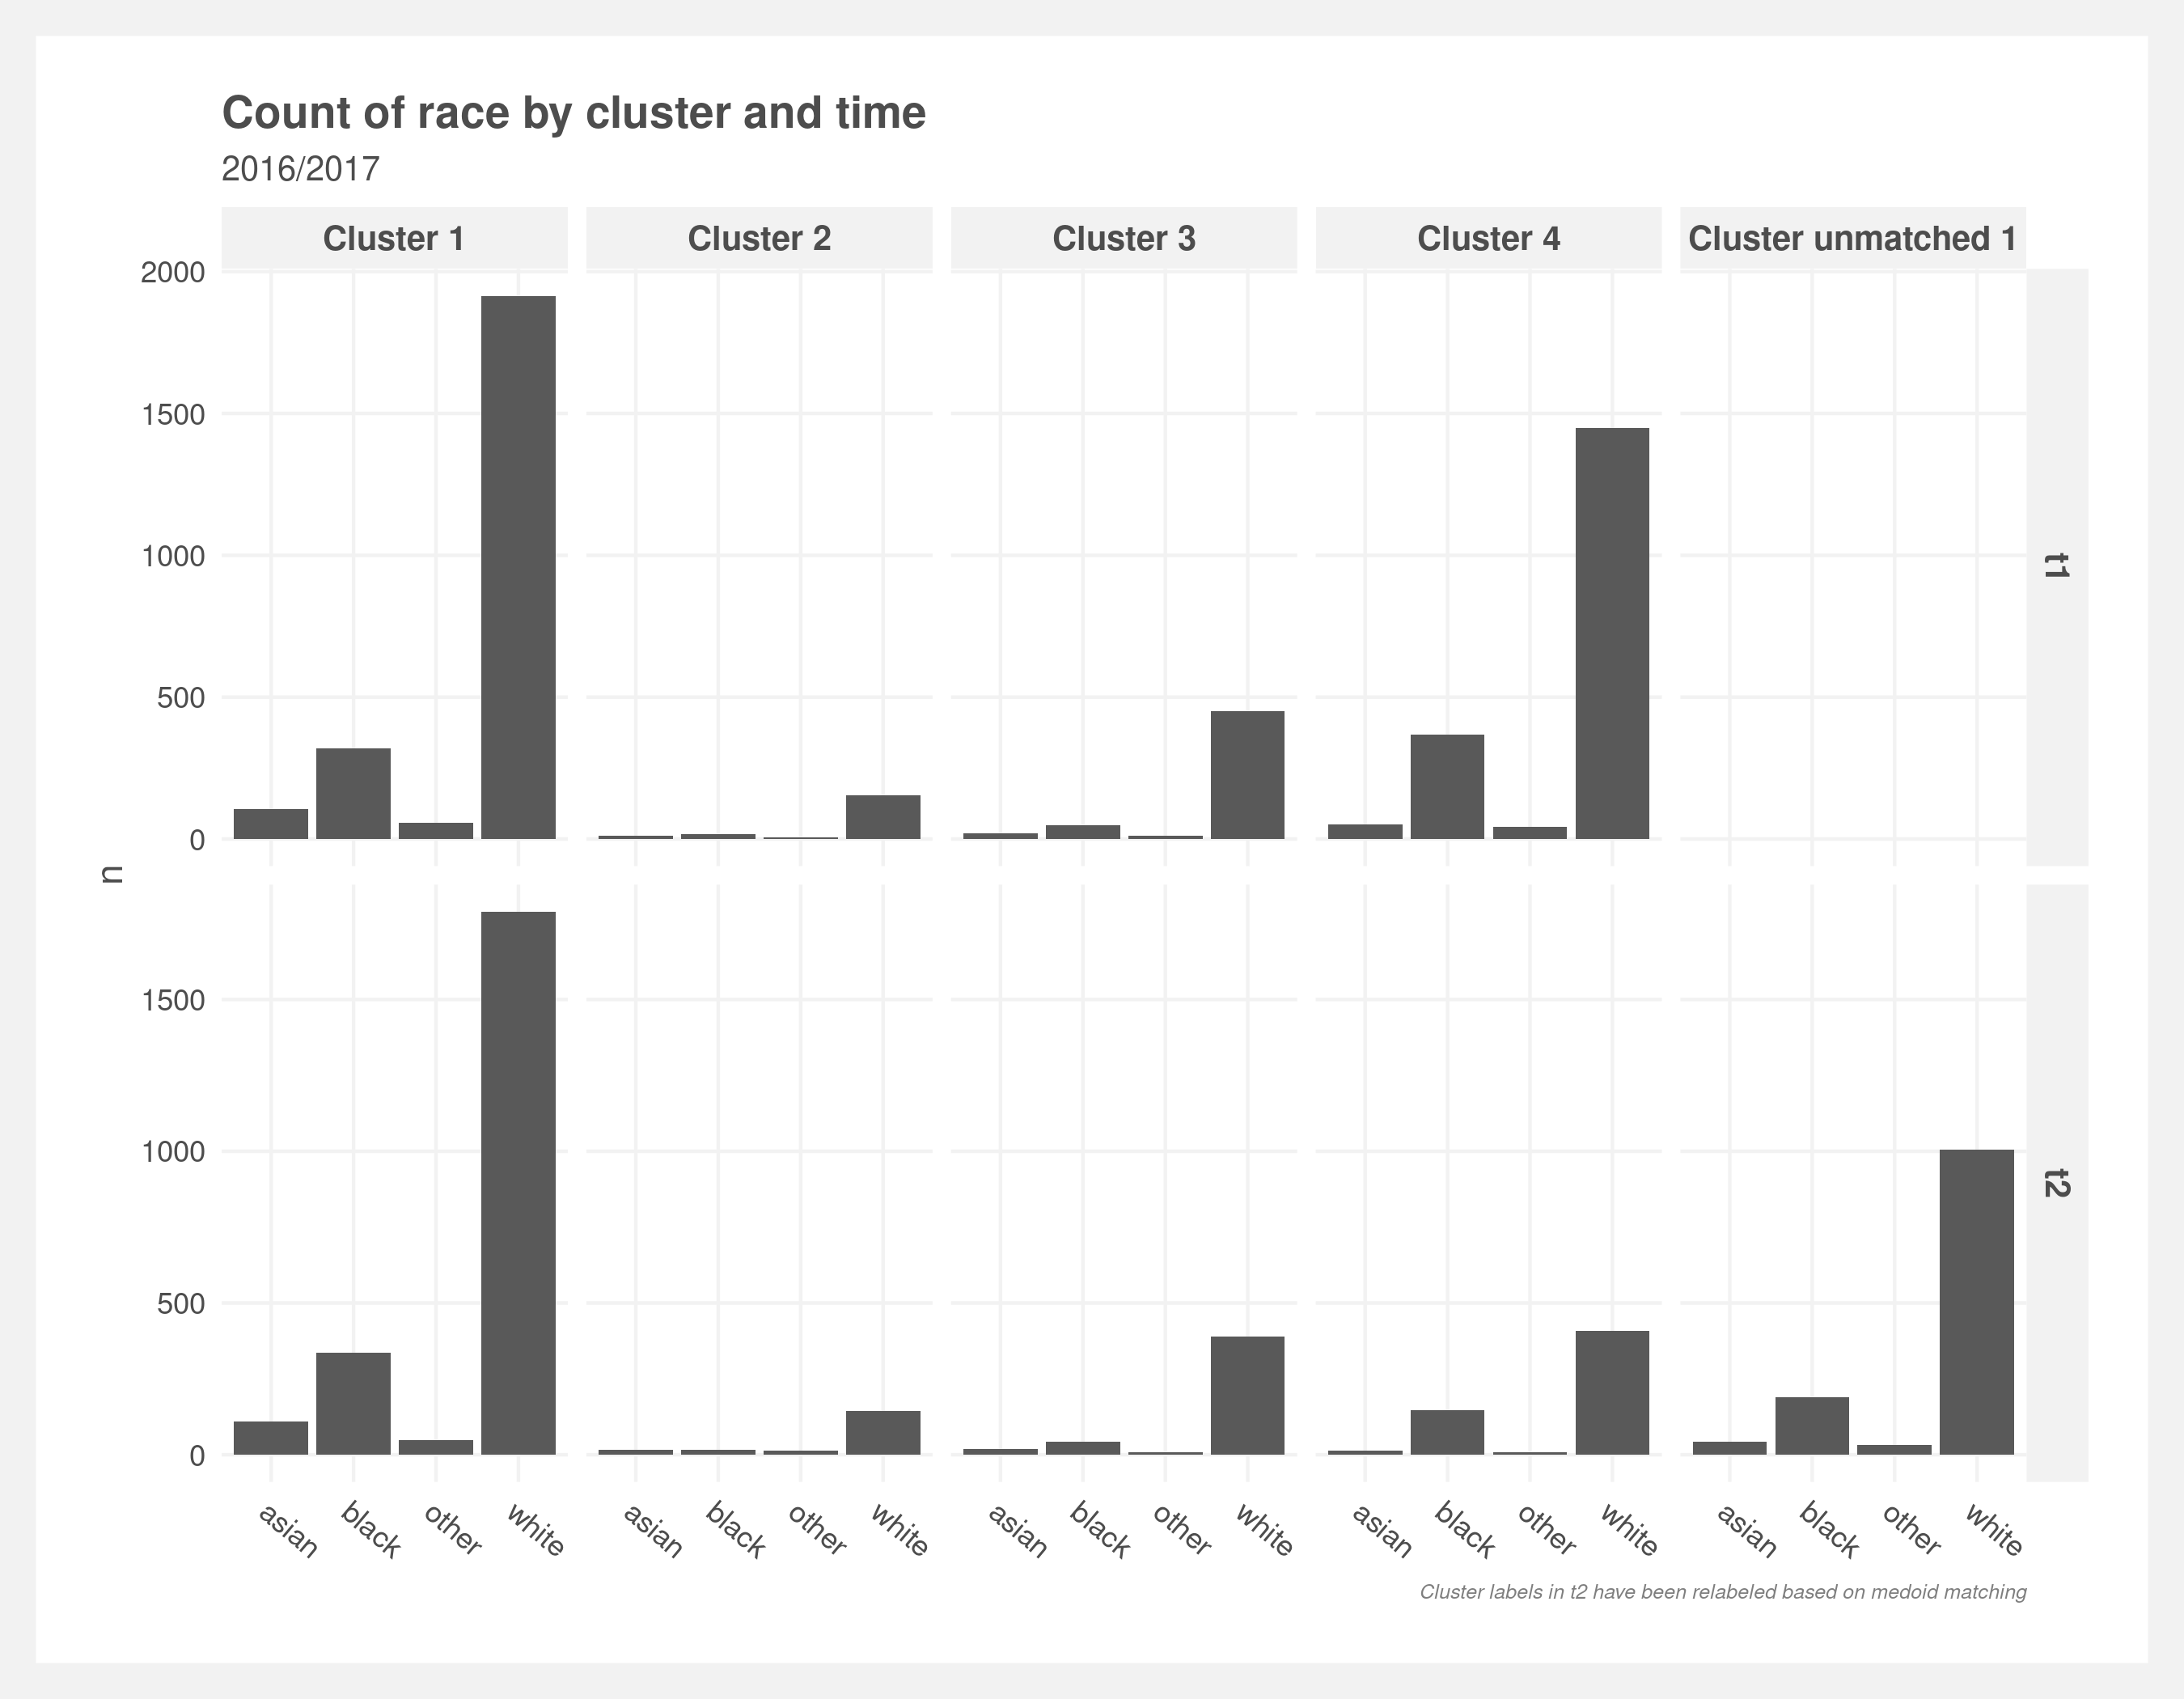 Count of race by cluster and time
2016/2017
Cluster 1
Cluster 2
Cluster 3
Cluster 4
Cluster unmatched 1
2000
1500
1000
500
0
t1
n
1500
1000
500
0
t2
asian
black
other
white
asian
black
other
white
asian
black
other
white
asian
black
other
white
asian
black
other
white
Cluster labels in t2 have been relabeled based on medoid matching